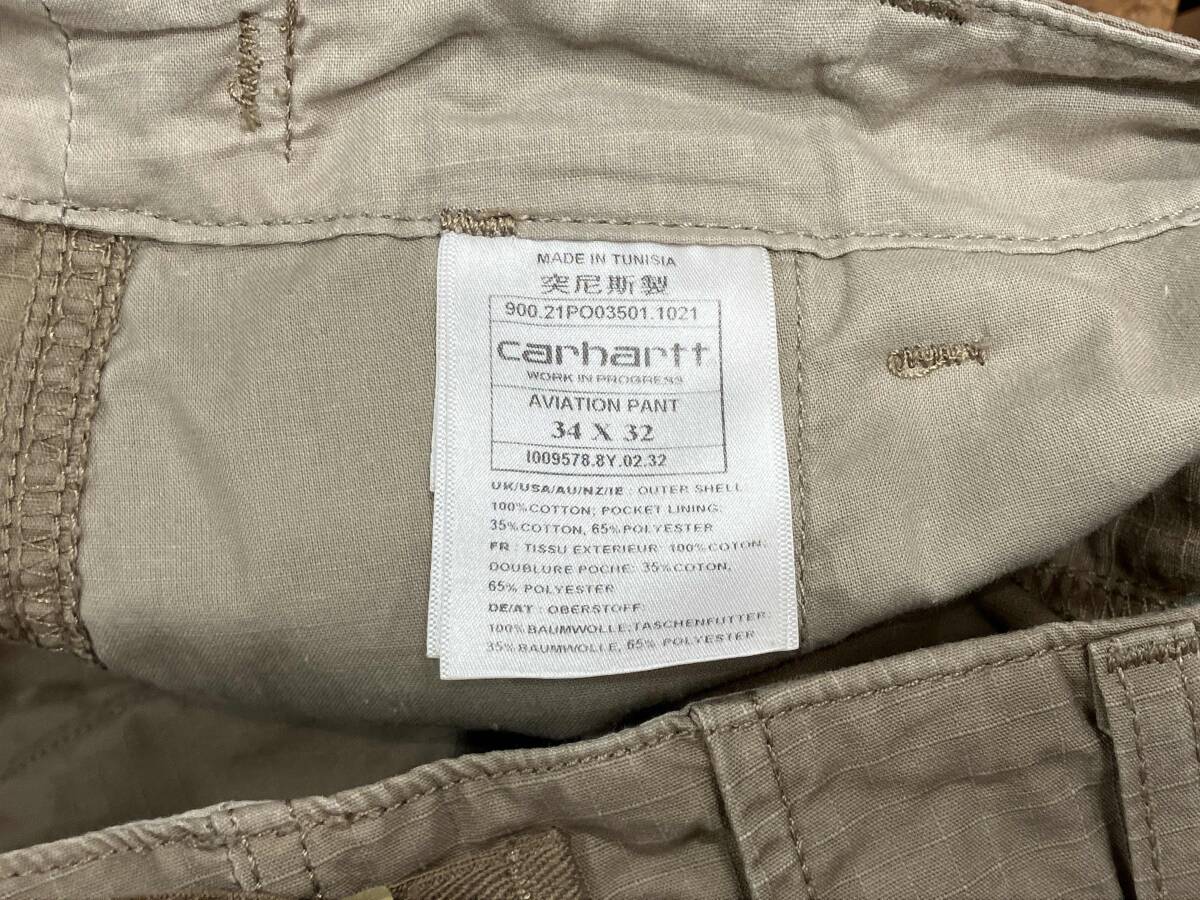 MADE IN TUNISIA
突尼斯製
900.21PO03501.1021
carhartt
WORK IN PROGRESS
AVIATION PANT
34 X 32
I009578.8Y.02.32
UK/USA/AU/NZ/IE : OUTER SHELL
100% COTTON; POCKET LINING:
35% COTTON, 65% POLYESTER
FR : TISSU EXTERIEUR: 100% COTON;
DOUBLURE POCHE: 35% COTON,
65% POLYESTER
DE/AT : OBERSTOFF:
100% BAUMWOLLE; TASCHENFUTTER:
35% BAUMWOLLE, 65% POLYESTER